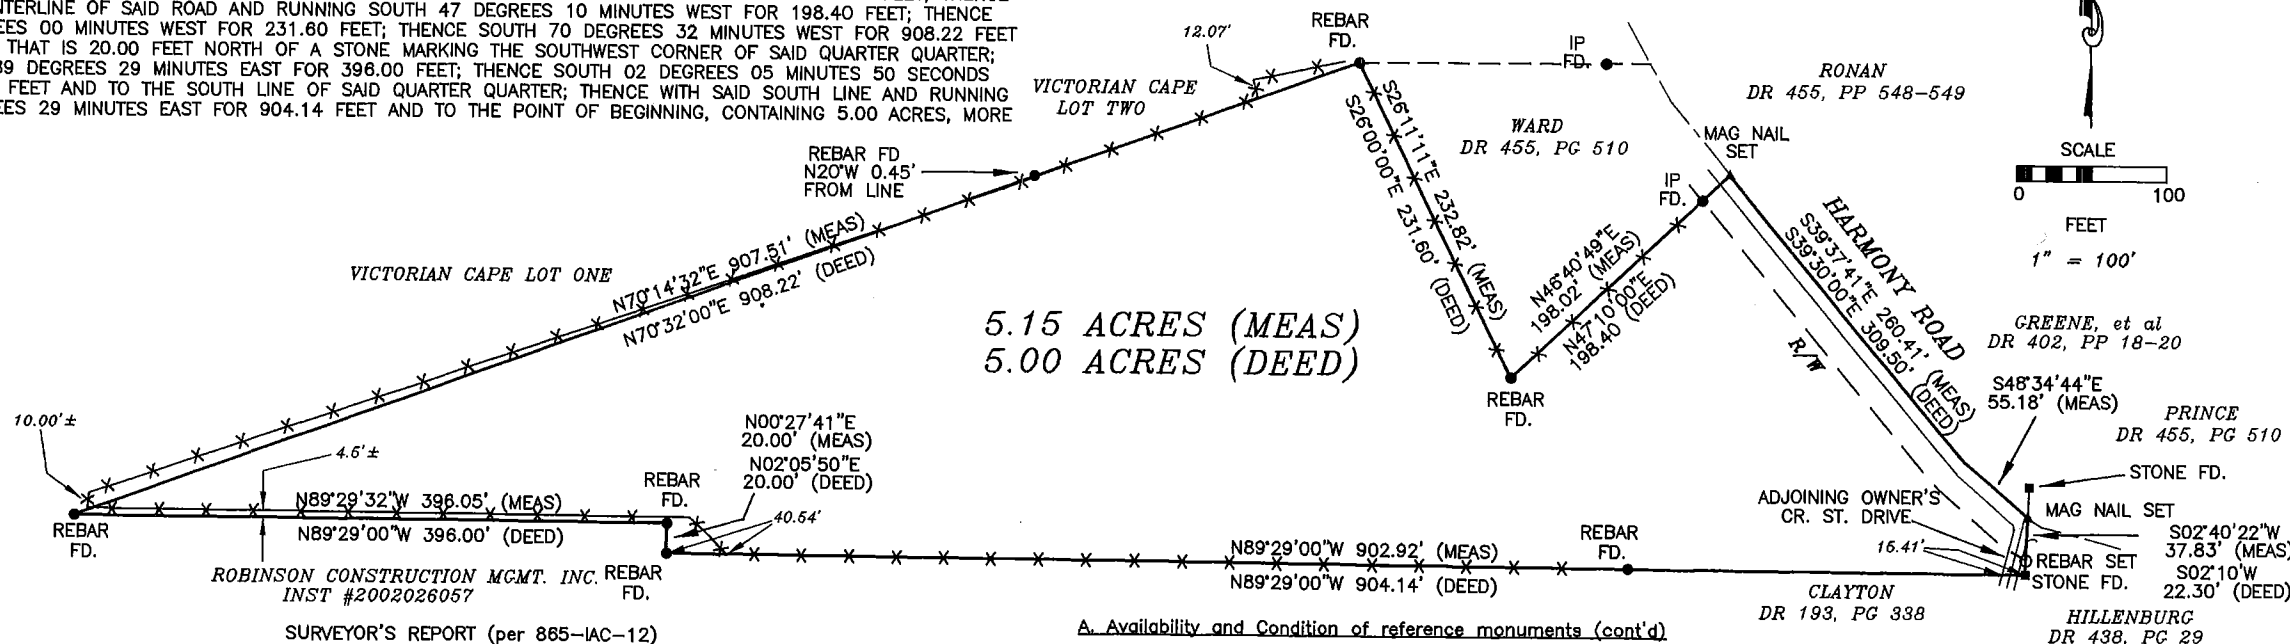 NTERLINE OF SAID ROAD AND RUNNING SOUTH 47 DEGREES 10 MINUTES WEST FOR 198.40 FEET; THENCE
EES 00 MINUTES WEST FOR 231.60 FEET; THENCE SOUTH 70 DEGREES 32 MINUTES WEST FOR 908.22 FEET
THAT IS 20.00 FEET NORTH OF A STONE MARKING THE SOUTHWEST CORNER OF SAID QUARTER QUARTER;
89 DEGREES 29 MINUTES EAST FOR 396.00 FEET; THENCE SOUTH 02 DEGREES 05 MINUTES 50 SECONDS
FEET AND TO THE SOUTH LINE OF SAID QUARTER QUARTER; THENCE WITH SAID SOUTH LINE AND RUNNING
EES 29 MINUTES EAST FOR 904.14 FEET AND TO THE POINT OF BEGINNING, CONTAINING 5.00 ACRES, MORE
12.07'
REBAR
FD.
IP
FD.
VICTORIAN CAPE
LOT TWO
RONAN
DR 455, PP 548-549
WARD
DR 455, PG 510
MAG NAIL
SET
SCALE
0 100
FEET
1" = 100'
REBAR FD
N20°W 0.45'
FROM LINE
IP
FD.
S26°11'11"E 232.82' (MEAS)
S26°00'00"E 231.60' (DEED)
HARMONY ROAD
S39°37'41"E 260.41' (MEAS)
S39°30'00"E 309.50' (DEED)
R/W
N46°40'49"E
198.02' (MEAS)
N47°10'00"E
198.40 (DEED)
VICTORIAN CAPE LOT ONE
N70°14'32"E 907.51' (MEAS)
N70°32'00"E 908.22' (DEED)
5.15 ACRES (MEAS)
5.00 ACRES (DEED)
GREENE, et al
DR 402, PP 18-20
S48°34'44"E
55.18' (MEAS)
REBAR
FD.
PRINCE
DR 455, PG 510
10.00'±
4.6'±
N00°27'41"E
20.00' (MEAS)
N02°05'50"E
20.00' (DEED)
REBAR
FD.
40.54'
STONE FD.
ADJOINING OWNER'S
CR. ST. DRIVE
MAG NAIL SET
N89°29'32"W 396.05' (MEAS)
N89°29'00"W 396.00' (DEED)
REBAR
FD.
REBAR
FD.
N89°29'00"W 902.92' (MEAS)
N89°29'00"W 904.14' (DEED)
REBAR
FD.
16.41'
S02°40'22"W
37.83' (MEAS)
REBAR SET
STONE FD.
S02°10'W
22.30' (DEED)
ROBINSON CONSTRUCTION MGMT. INC.
INST #2002026057
CLAYTON
DR 193, PG 338
HILLENBURG
DR 438, PG 29
SURVEYOR'S REPORT (per 865-IAC-12)
A. Availability and Condition of reference monuments (cont'd)